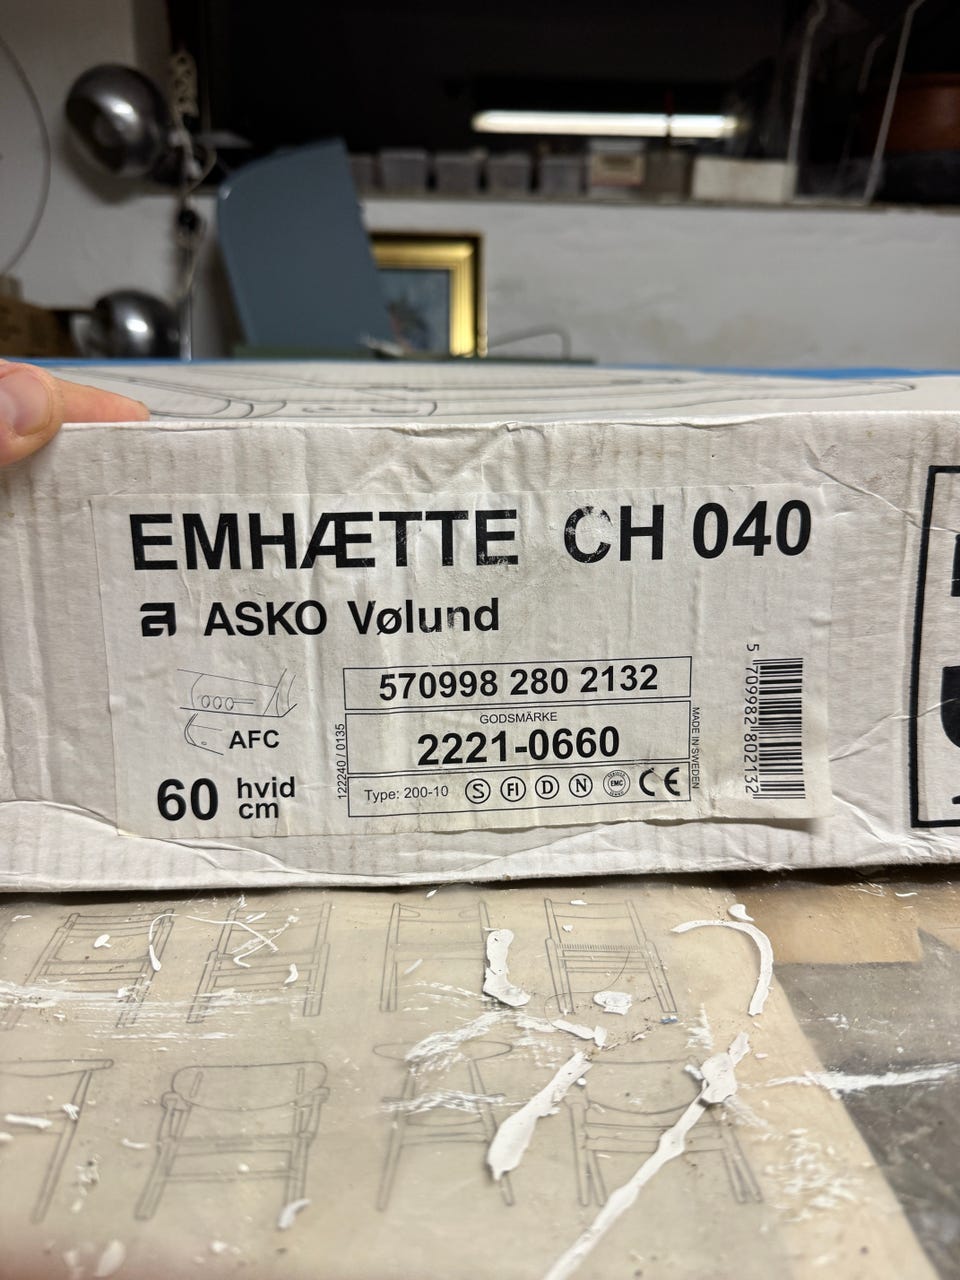 EMHÆTTE CH 040
ASKO Vølund
AFC
60 hvid cm
570998 280 2132
GODSMÄRKE
2221-0660
Type: 200-10 S FI D N EMC CE
122240 / 0135
MADE IN SWEDEN
5 709982 802132